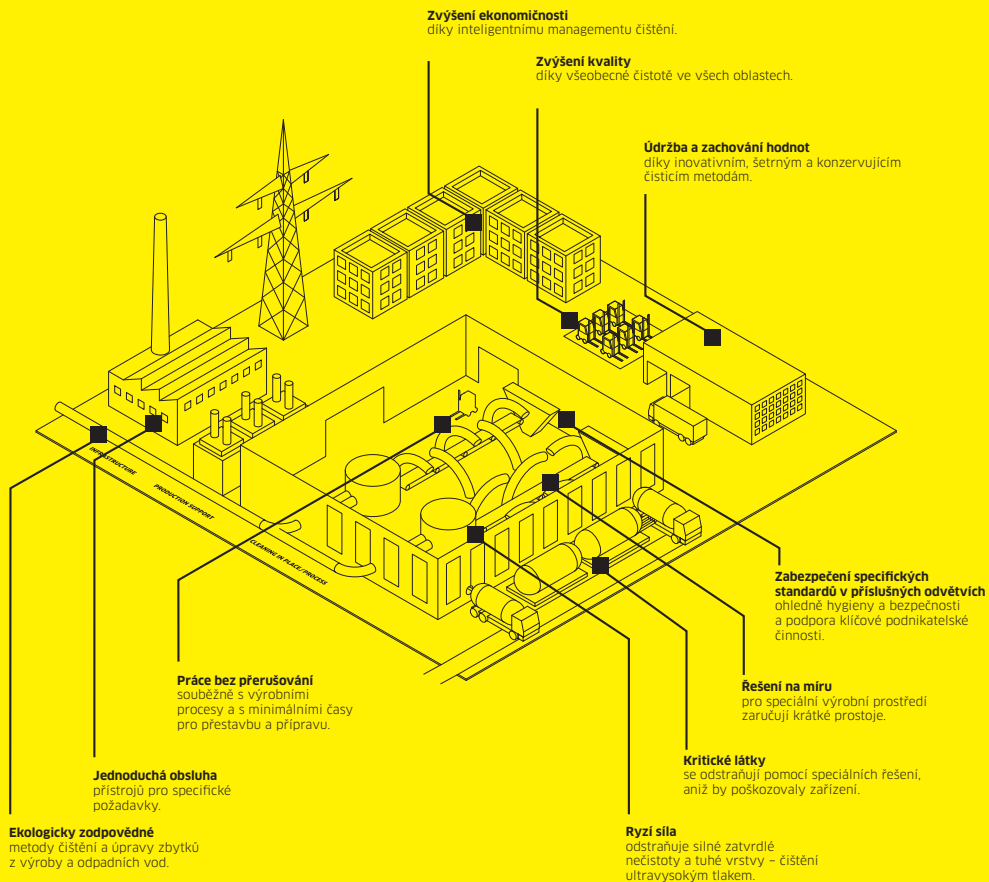 Zvýšení ekonomičnosti
díky inteligentnímu managementu čištění.
Zvýšení kvality
díky všeobecné čistotě ve všech oblastech.
Údržba a zachování hodnot
díky inovativním, šetrným a konzervujícím
čisticím metodám.
INFRASTRUCTURE
PRODUCTION SUPPORT
CLEANING IN PLACE/PROCESS
Zabezpečení specifických
standardů v příslušných odvětvích
ohledně hygieny a bezpečnosti
a podpora klíčové podnikatelské
činnosti.
Práce bez přerušování
souběžně s výrobními
procesy a s minimálními časy
pro přestavbu a přípravu.
Řešení na míru
pro speciální výrobní prostředí
zaručují krátké prostoje.
Jednoduchá obsluha
přístrojů pro specifické
požadavky.
Kritické látky
se odstraňují pomocí speciálních řešení,
aniž by poškozovaly zařízení.
Ekologicky zodpovědné
metody čištění a úpravy zbytků
z výroby a odpadních vod.
Ryzí síla
odstraňuje silné zatvrdlé
nečistoty a tuhé vrstvy – čištění
ultravysokým tlakem.